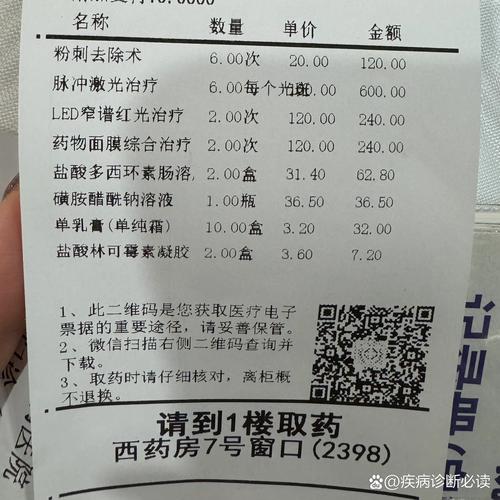 名称 数量 单价 金额
粉刺去除术 6.00次 20.00 120.00
脉冲激光治疗 6.00每个光斑 600.00
LED窄谱红光治疗 2.00次 120.00 240.00
药物面膜综合治疗 2.00次 120.00 240.00
盐酸多西环素肠溶 2.00盒 31.40 62.80
磺胺醋酰钠溶液 1.00瓶 36.50 36.50
单乳膏(单纯霜) 10.00盒 3.20 32.00
盐酸林可霉素凝胶 2.00盒 3.60 7.20
1、此二维码是您获取医疗电子
票据的重要途径，请妥善保管。
2、微信扫描右侧二维码查询并
下载。
3、取药时请仔细核对，离柜概
不退换。
请到1楼取药
西药房7号窗口(2398)
@疾病诊断必读